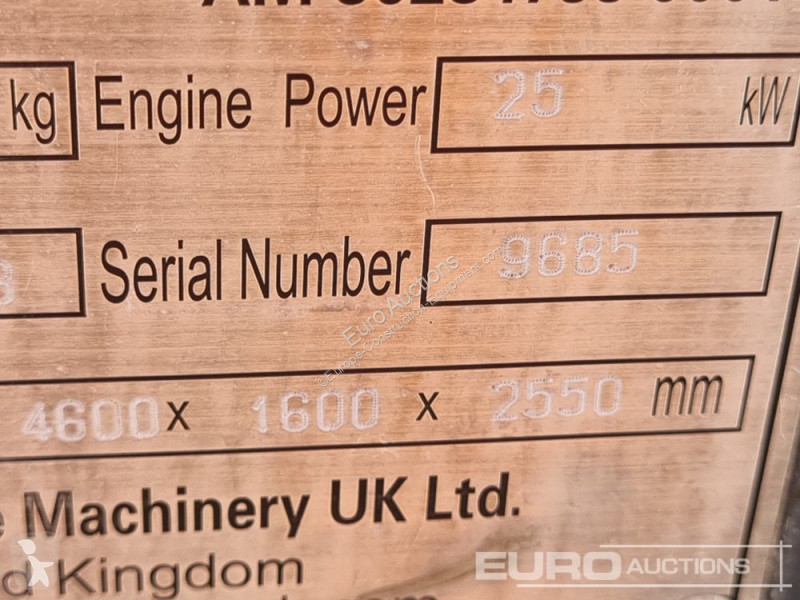 kg Engine Power 25 kW
Serial Number 9685
4600 x 1600 x 2550 mm
Machinery UK Ltd.
d Kingdom
Euro Auctions
EURO AUCTIONS